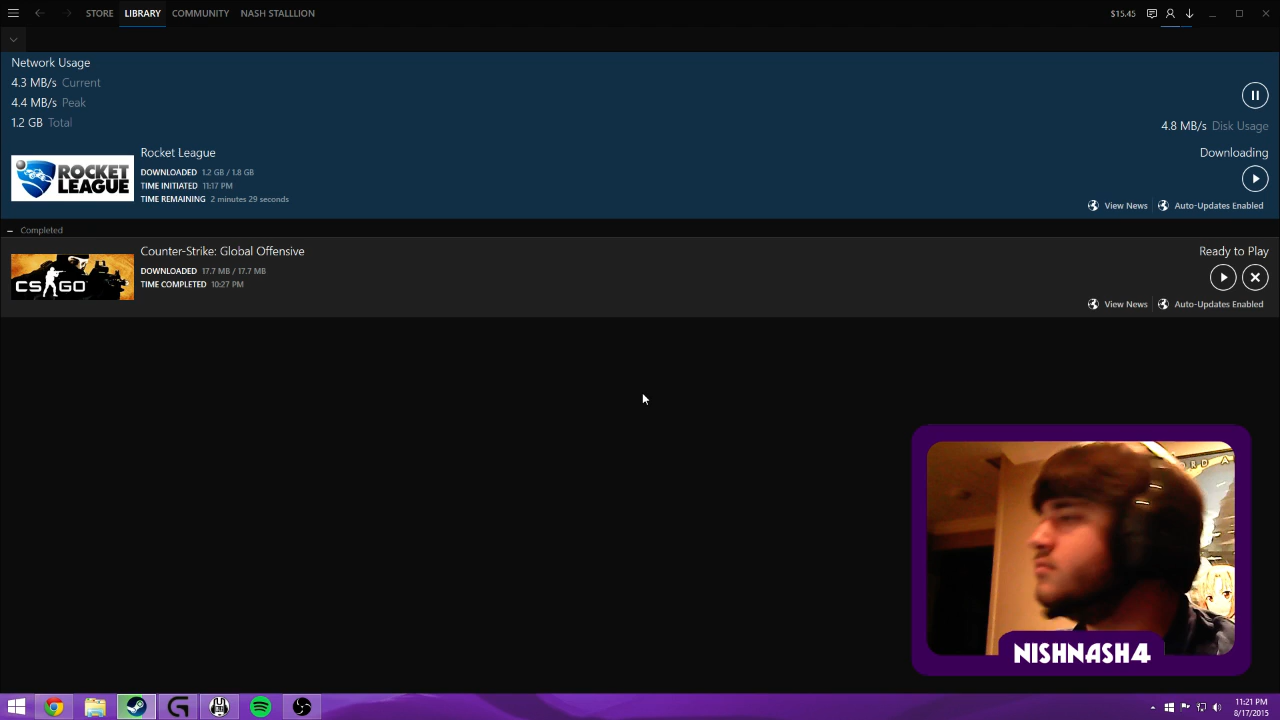 STORE LIBRARY COMMUNITY NASH STALLLION $15.45
Network Usage
4.3 MB/s Current
4.4 MB/s Peak
1.2 GB Total
4.8 MB/s Disk Usage
Rocket League Downloading
ROCKET LEAGUE
DOWNLOADED 1.2 GB / 1.8 GB
TIME INITIATED 11:17 PM
TIME REMAINING 2 minutes 29 seconds
View News Auto-Updates Enabled
Completed
Counter-Strike: Global Offensive Ready to Play
CS GO
DOWNLOADED 17.7 MB / 17.7 MB
TIME COMPLETED 10:27 PM
View News Auto-Updates Enabled
NISHNASH4
11:21 PM
8/17/2015